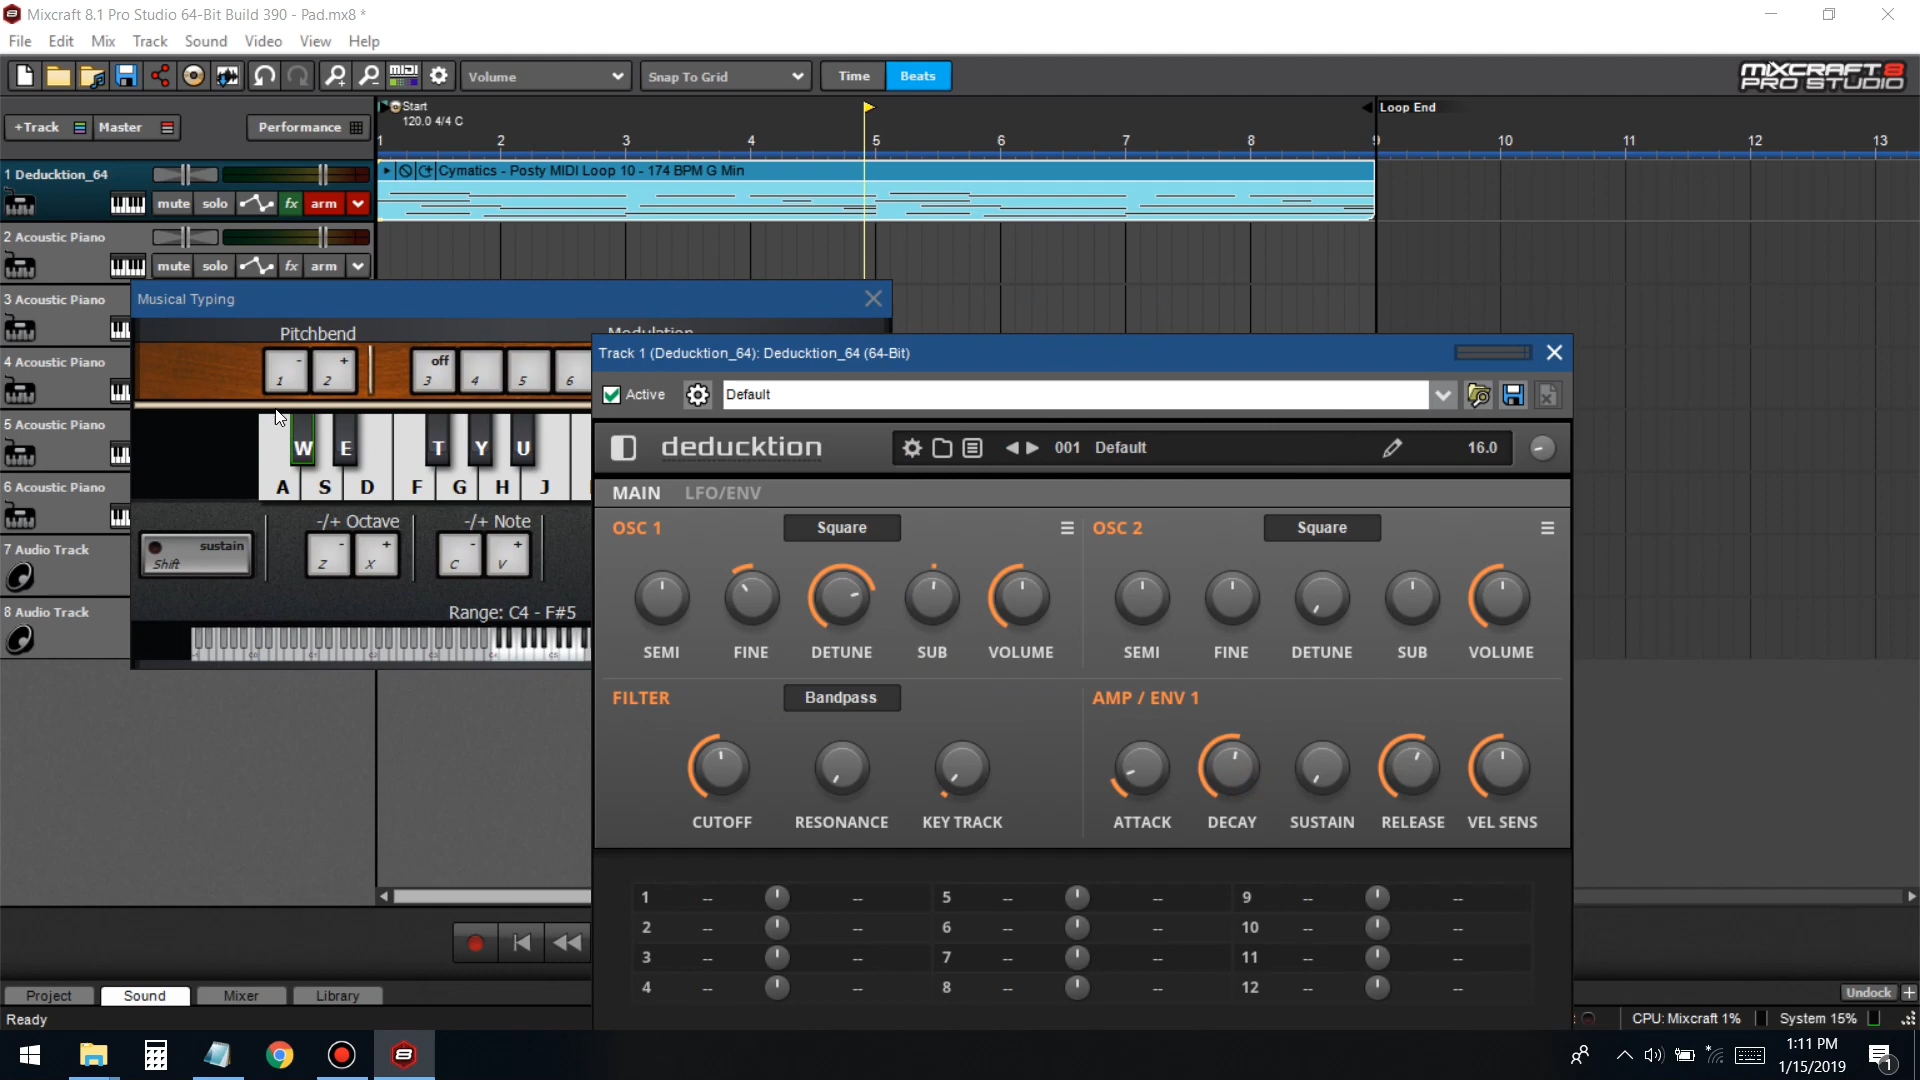 Mixcraft 8.1 Pro Studio 64-Bit Build 390 - Pad.mx8 *
File Edit Mix Track Sound Video View Help
MIDI Volume Snap To Grid Time Beats MIXCRAFT 8 PRO STUDIO
Start Loop End
120.0 4/4 C
+Track Master Performance
1 2 3 4 5 6 7 8 9 10 11 12 13
1 Deducktion_64
Cymatics - Posty MIDI Loop 10 - 174 BPM G Min
mute solo fx arm
2 Acoustic Piano
mute solo fx arm
3 Acoustic Piano
4 Acoustic Piano
5 Acoustic Piano
6 Acoustic Piano
7 Audio Track
8 Audio Track
Musical Typing
Pitchbend Modulation
- + off
1 2 3 4 5 6
W E T Y U
A S D F G H J
-/+ Octave -/+ Note
sustain - + - +
Shift Z X C V
Range: C4 - F#5
Track 1 (Deducktion_64): Deducktion_64 (64-Bit)
Active Default
deducktion 001 Default 16.0
MAIN LFO/ENV
OSC 1 Square OSC 2 Square
SEMI FINE DETUNE SUB VOLUME SEMI FINE DETUNE SUB VOLUME
FILTER Bandpass AMP / ENV 1
CUTOFF RESONANCE KEY TRACK ATTACK DECAY SUSTAIN RELEASE VEL SENS
1 -- -- 5 -- -- 9 -- --
2 -- -- 6 -- -- 10 -- --
3 -- -- 7 -- -- 11 -- --
4 -- -- 8 -- -- 12 -- --
Project Sound Mixer Library Undock +
Ready CPU: Mixcraft 1% System 15%
8 1:11 PM
1/15/2019 1